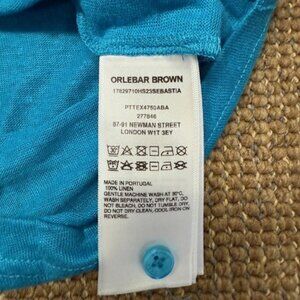 ORLEBAR BROWN
17829710HS23SEBASTIA
PTTEX4750ABA
277846
87-91 NEWMAN STREET
LONDON W1T 3EY
MADE IN PORTUGAL
100% LINEN
GENTLE MACHINE WASH AT 30°C,
WASH SEPARATELY, DRY FLAT, DO
NOT BLEACH, DO NOT TUMBLE DRY,
DO NOT DRY-CLEAN, COOL IRON ON
REVERSE.